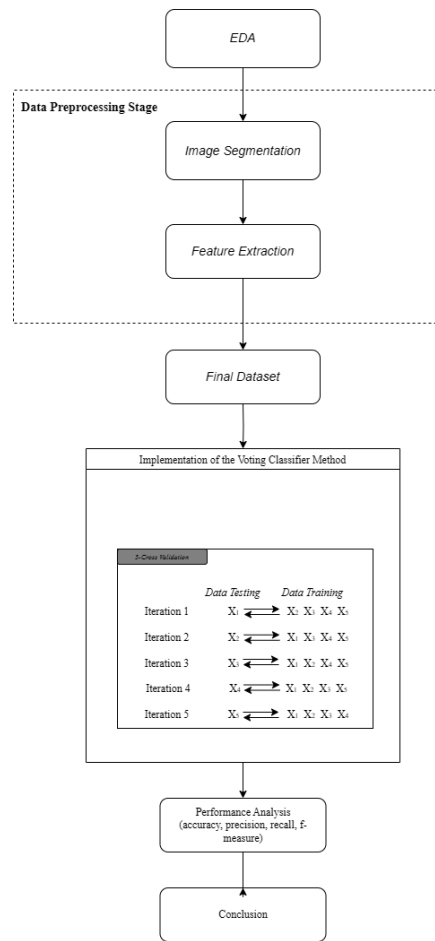 EDA
Data Preprocessing Stage
Image Segmentation
Feature Extraction
Final Dataset
Implementation of the Voting Classifier Method
5-Cross Validation
Data Testing Data Training
Iteration 1 X₁ X₂ X₃ X₄ X₅
Iteration 2 X₂ X₁ X₃ X₄ X₅
Iteration 3 X₃ X₁ X₂ X₄ X₅
Iteration 4 X₄ X₁ X₂ X₃ X₅
Iteration 5 X₅ X₁ X₂ X₃ X₄
Performance Analysis
(accuracy, precision, recall, f-
measure)
Conclusion